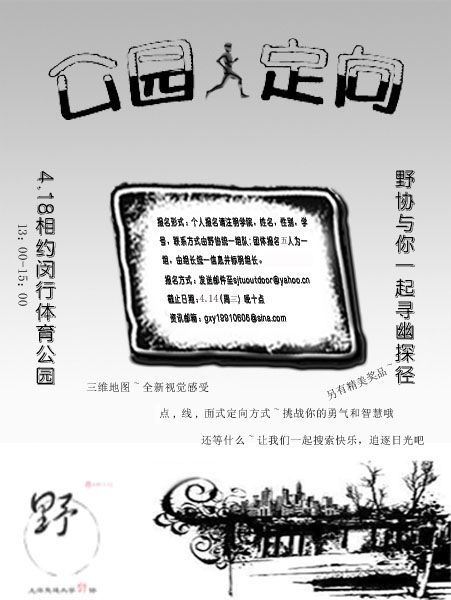 公园定向
4.18相约闵行体育公园
13:00-15:00
野协与你一起寻幽探径
报名形式:个人报名请注明学院,姓名,性别,学
号,联系方式由野协统一组队;团体报名五人为一
组,由组长统一信息并标明组长。
报名方式:发送邮件至sjtuoutdoor@yahoo.cn
截止日期:4.14(周三)晚十点
资讯邮箱:gxy19910606@sina.com
另有精美奖品~
三维地图~全新视觉感受
点,线,面式定向方式~挑战你的勇气和智慧哦
还等什么~让我们一起搜索快乐,追逐日光吧
野
上海交通大学野协